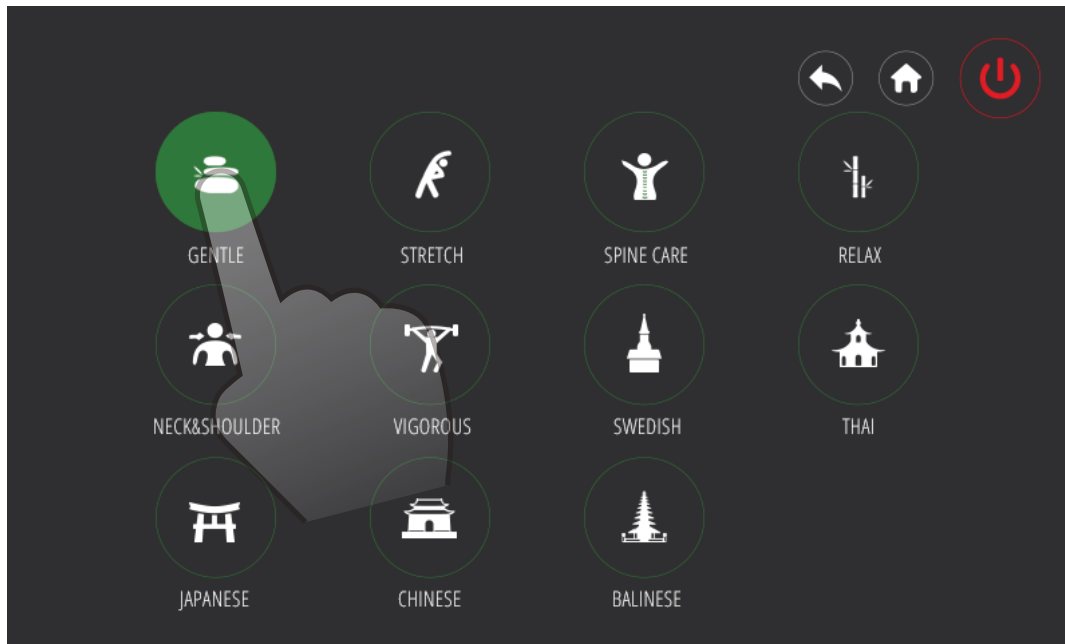 GENTLE
STRETCH
SPINE CARE
RELAX
NECK&SHOULDER
VIGOROUS
SWEDISH
THAI
JAPANESE
CHINESE
BALINESE